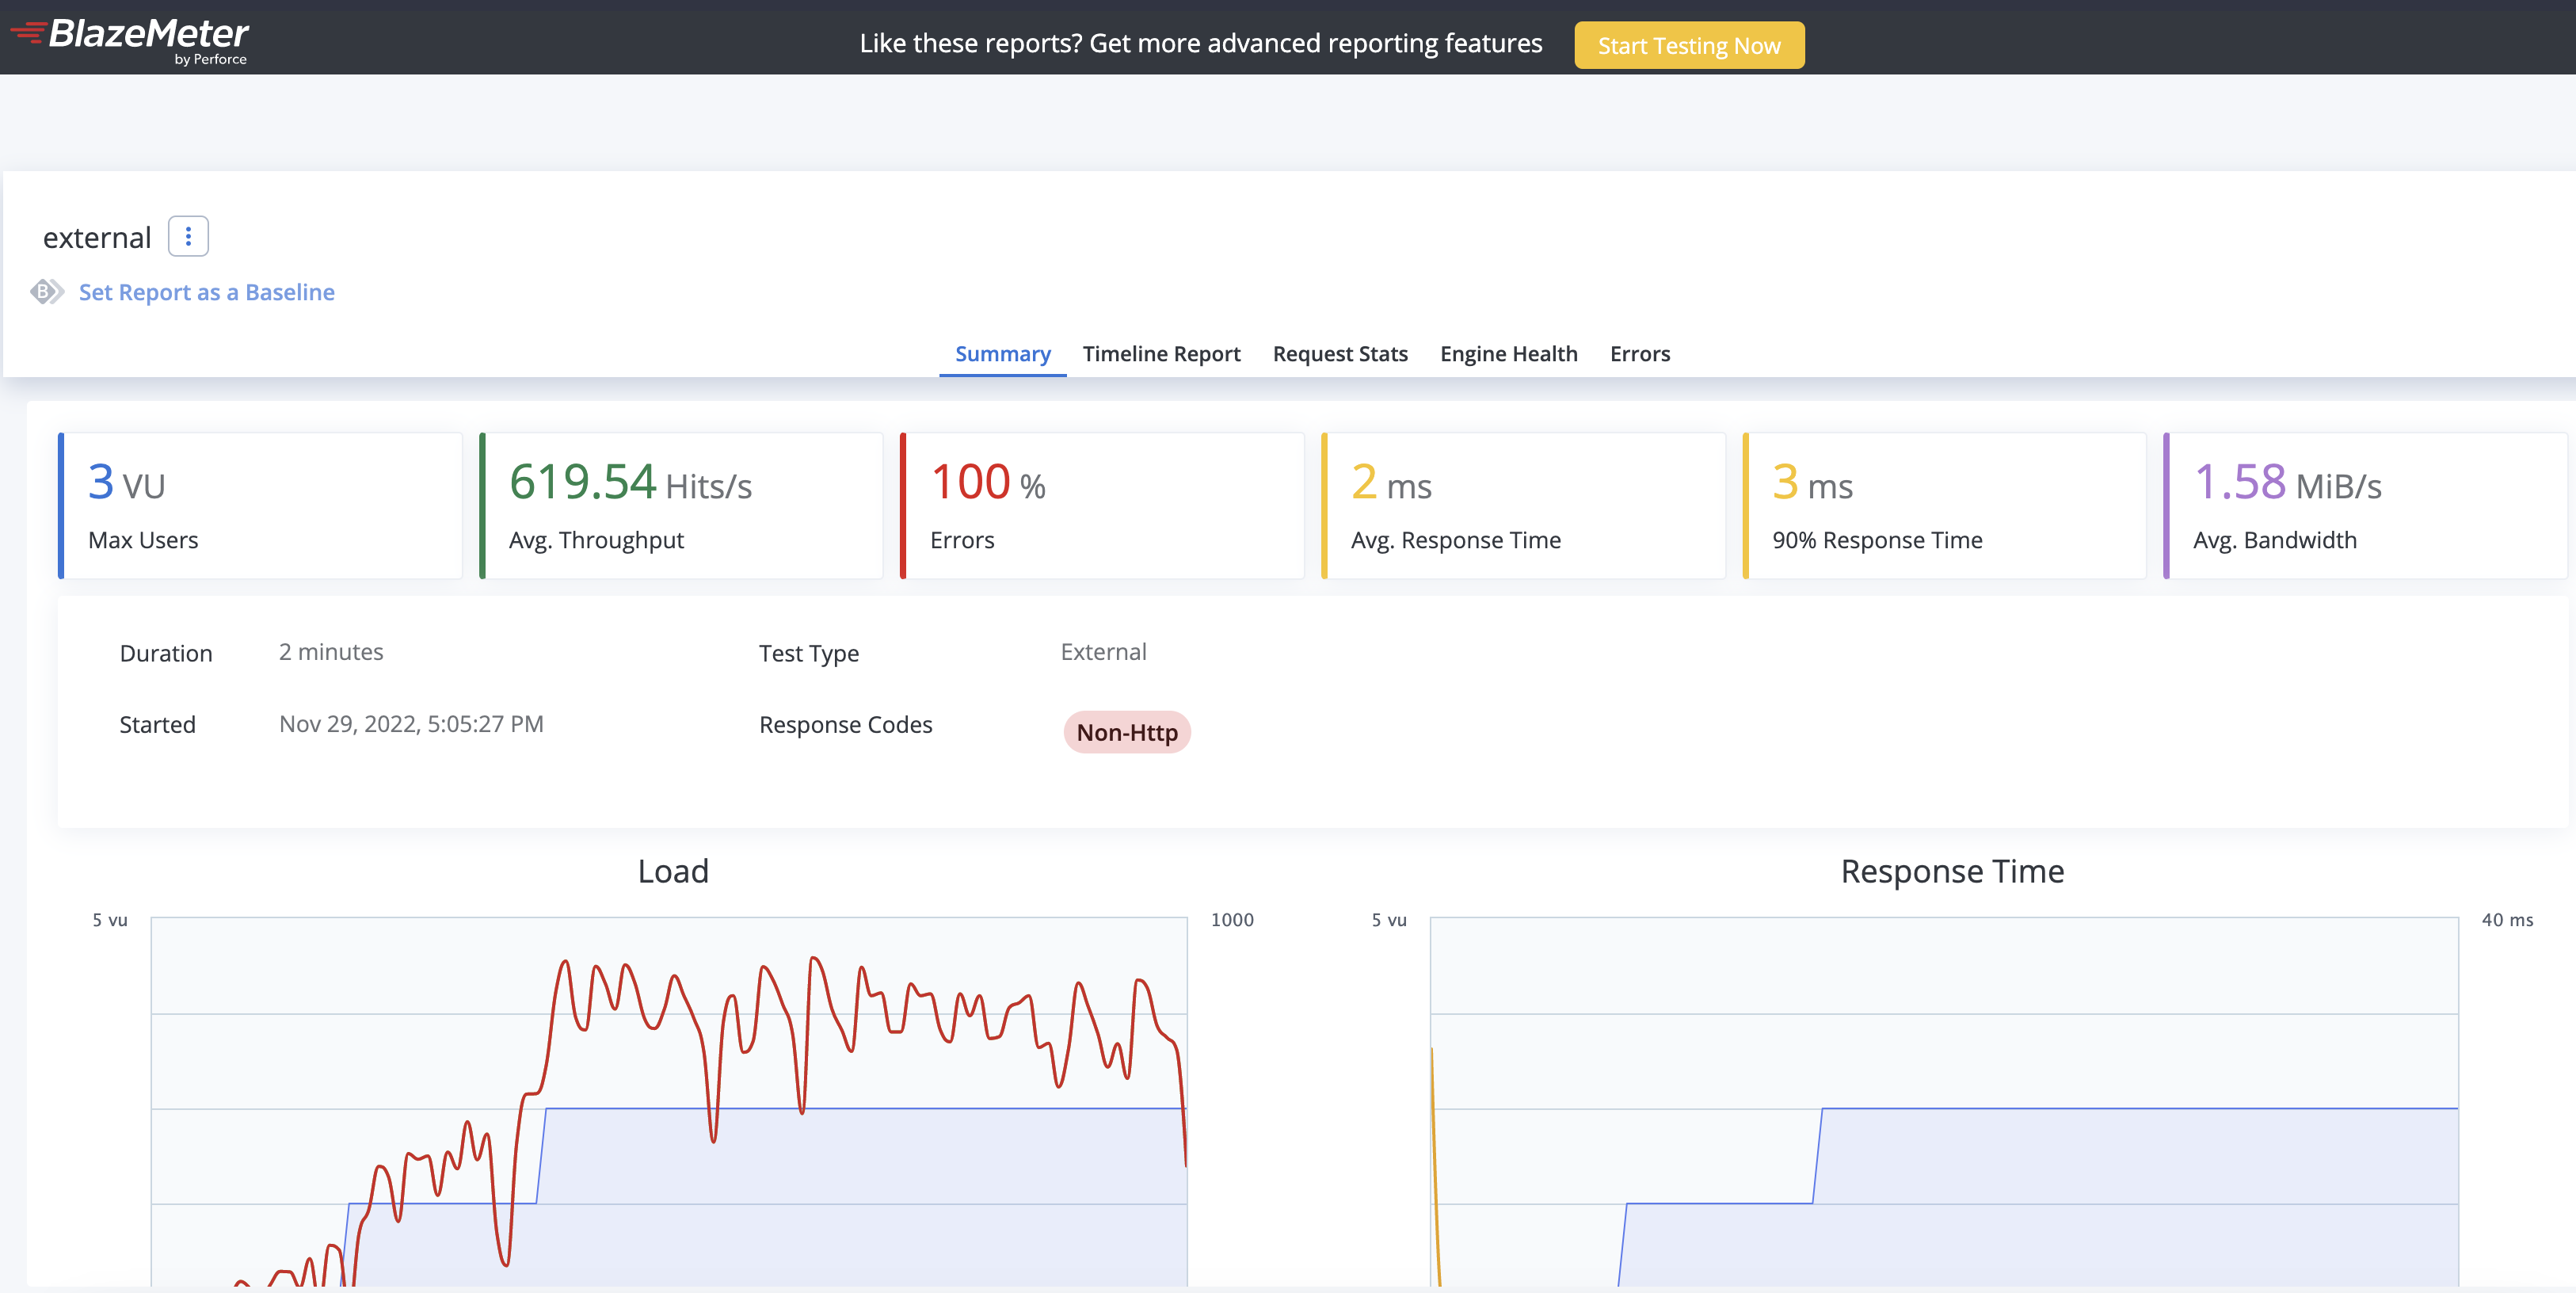 BlazeMeter
by Perforce
Like these reports? Get more advanced reporting features
Start Testing Now
external
B
Set Report as a Baseline
Summary Timeline Report Request Stats Engine Health Errors
3 VU
Max Users
619.54 Hits/s
Avg. Throughput
100 %
Errors
2 ms
Avg. Response Time
3 ms
90% Response Time
1.58 MiB/s
Avg. Bandwidth
Duration 2 minutes
Test Type External
Started Nov 29, 2022, 5:05:27 PM
Response Codes Non-Http
Load
5 vu
1000
Response Time
5 vu
40 ms